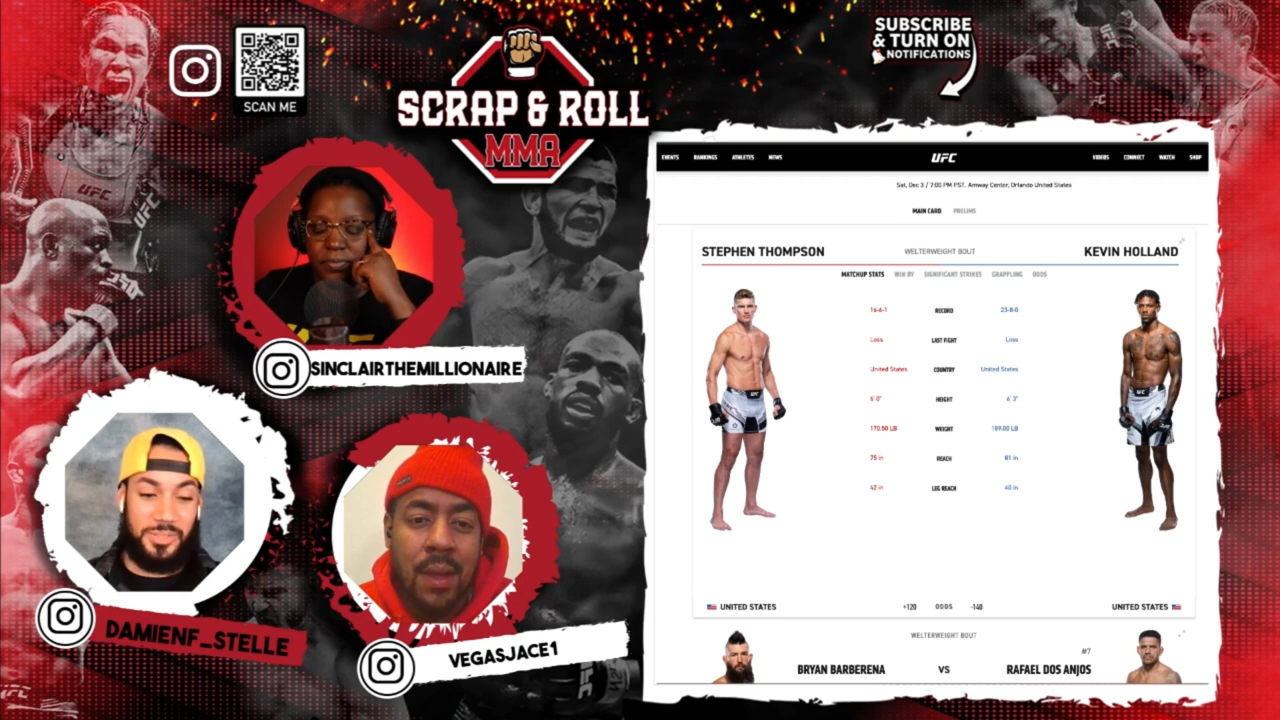 SUBSCRIBE
& TURN ON
NOTIFICATIONS
SCAN ME
SCRAP & ROLL
MMA
SINCLAIRTHEMILLIONAIRE
DAMIENF_STELLE
VEGASJACE1
EVENTS RANKINGS ATHLETES NEWS UFC VIDEOS CONNECT WATCH SHOP
Sat, Dec 3 / 7:00 PM PST. Amway Center, Orlando United States
MAIN CARD PRELIMS
STEPHEN THOMPSON WELTERWEIGHT BOUT KEVIN HOLLAND
MATCHUP STATS WIN BY SIGNIFICANT STRIKES GRAPPLING ODDS
16-6-1 RECORD 23-8-0
Loss LAST FIGHT Loss
United States COUNTRY United States
6' 0" HEIGHT 6' 3"
170.50 LB WEIGHT 189.00 LB
75 in REACH 81 in
42 in LEG REACH 40 in
UNITED STATES +120 ODDS -140 UNITED STATES
WELTERWEIGHT BOUT
#7
BRYAN BARBERENA VS RAFAEL DOS ANJOS
UFC
UFC
UFC
UFC